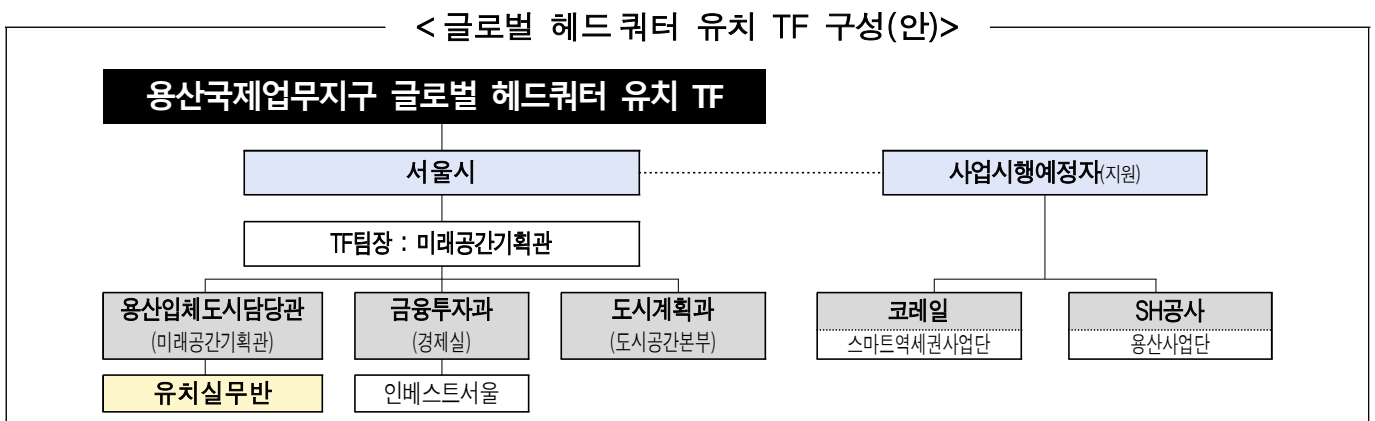 <글로벌 헤드쿼터 유치 TF 구성(안)>
용산국제업무지구 글로벌 헤드쿼터 유치 TF
서울시
사업시행예정자(지원)
TF팀장 : 미래공간기획관
용산입체도시담당관
(미래공간기획관)
금융투자과
(경제실)
도시계획과
(도시공간본부)
코레일
스마트역세권사업단
SH공사
용산사업단
유치실무반
인베스트서울